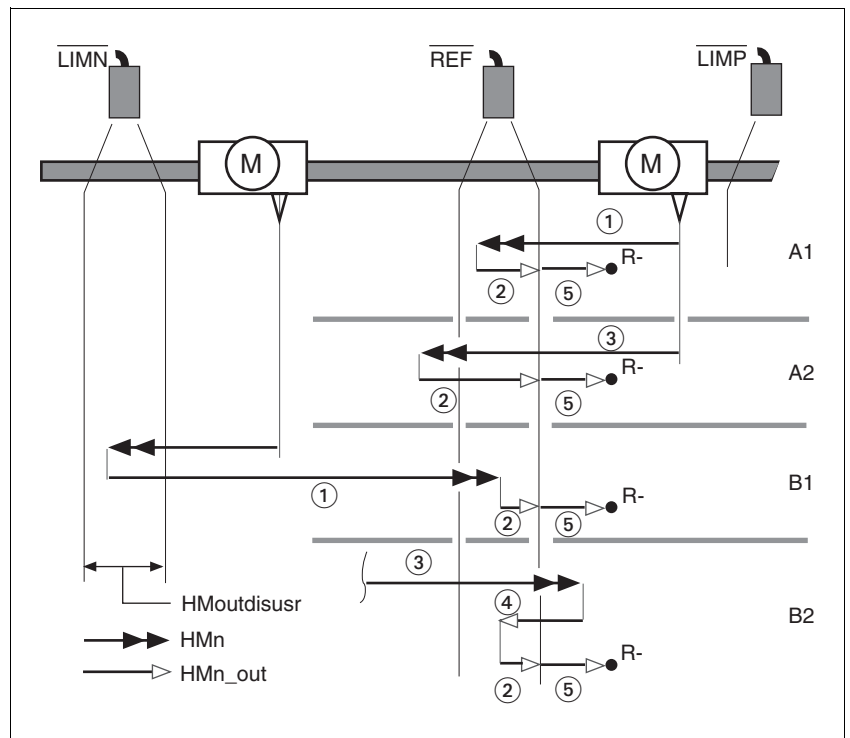 LIMN REF LIMP
M M
①
A1
R-
② ⑤
③
A2
R-
② ⑤
B1
R-
①
② ⑤
③
④
HMoutdisusr
B2
HMn
R-
HMn_out
② ⑤